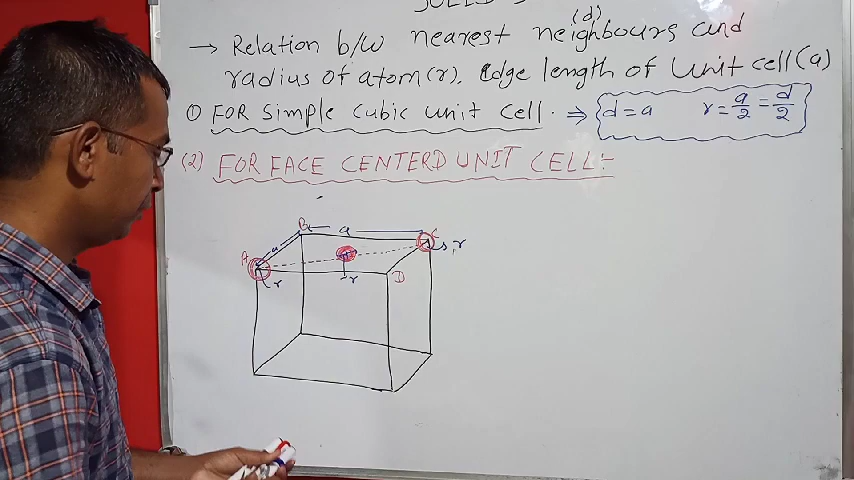 (d)
→ Relation b/w nearest neighbours and
radius of atom(r). Edge length of Unit cell(a)
① FOR Simple Cubic Unit Cell. ⇒ d = a r = a/2 = d/2
(2) FOR FACE CENTERD UNIT CELL:-
B a C
A a r
r D
r